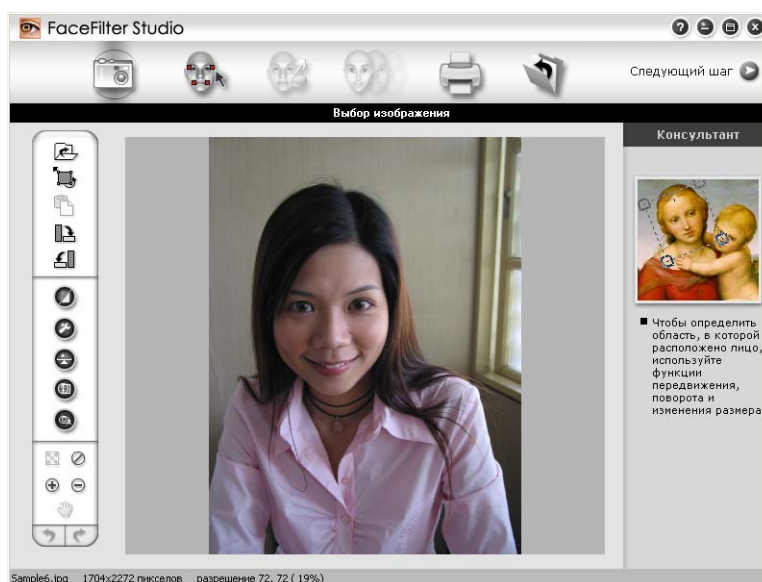 FaceFilter Studio
Следующий шаг
Выбор изображения
Консультант
Чтобы определить
область, в которой
расположено лицо,
используйте
функции
передвижения,
поворота и
изменения размера
Sample6.jpg 1704x2272 пикселов разрешение 72, 72 ( 19%)